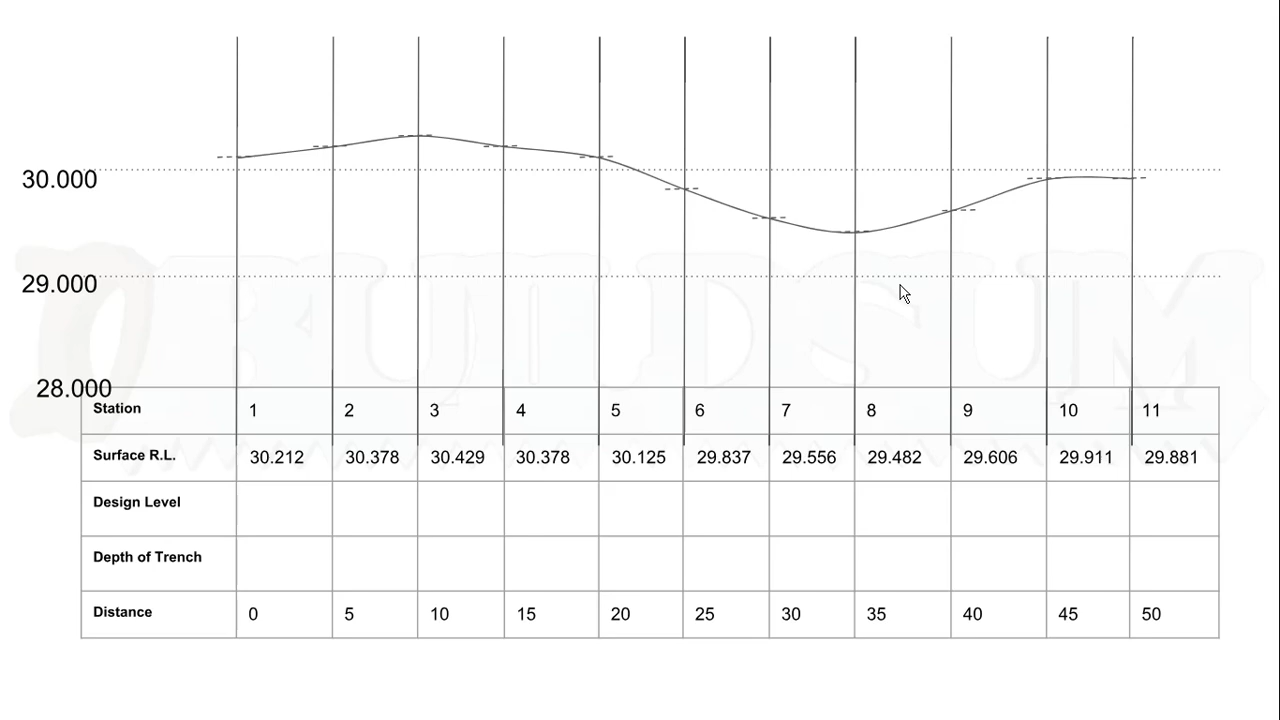 30.000
29.000
28.000
Station 1 2 3 4 5 6 7 8 9 10 11
Surface R.L. 30.212 30.378 30.429 30.378 30.125 29.837 29.556 29.482 29.606 29.911 29.881
Design Level
Depth of Trench
Distance 0 5 10 15 20 25 30 35 40 45 50